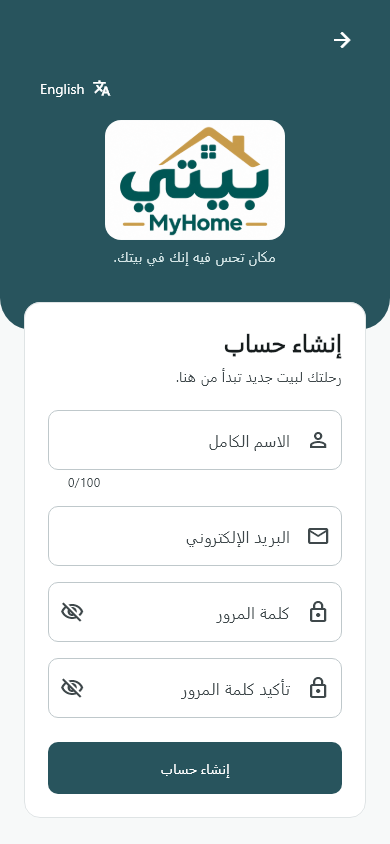 English
بيتي
MyHome
مكان تحس فيه إنك في بيتك.
إنشاء حساب
رحلتك لبيت جديد تبدأ من هنا.
الاسم الكامل
0/100
البريد الإلكتروني
كلمة المرور
تأكيد كلمة المرور
إنشاء حساب